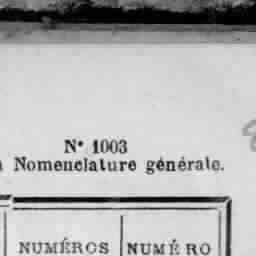 N° 1003
Nomenclature générale.
NUMÉROS NUMÉRO